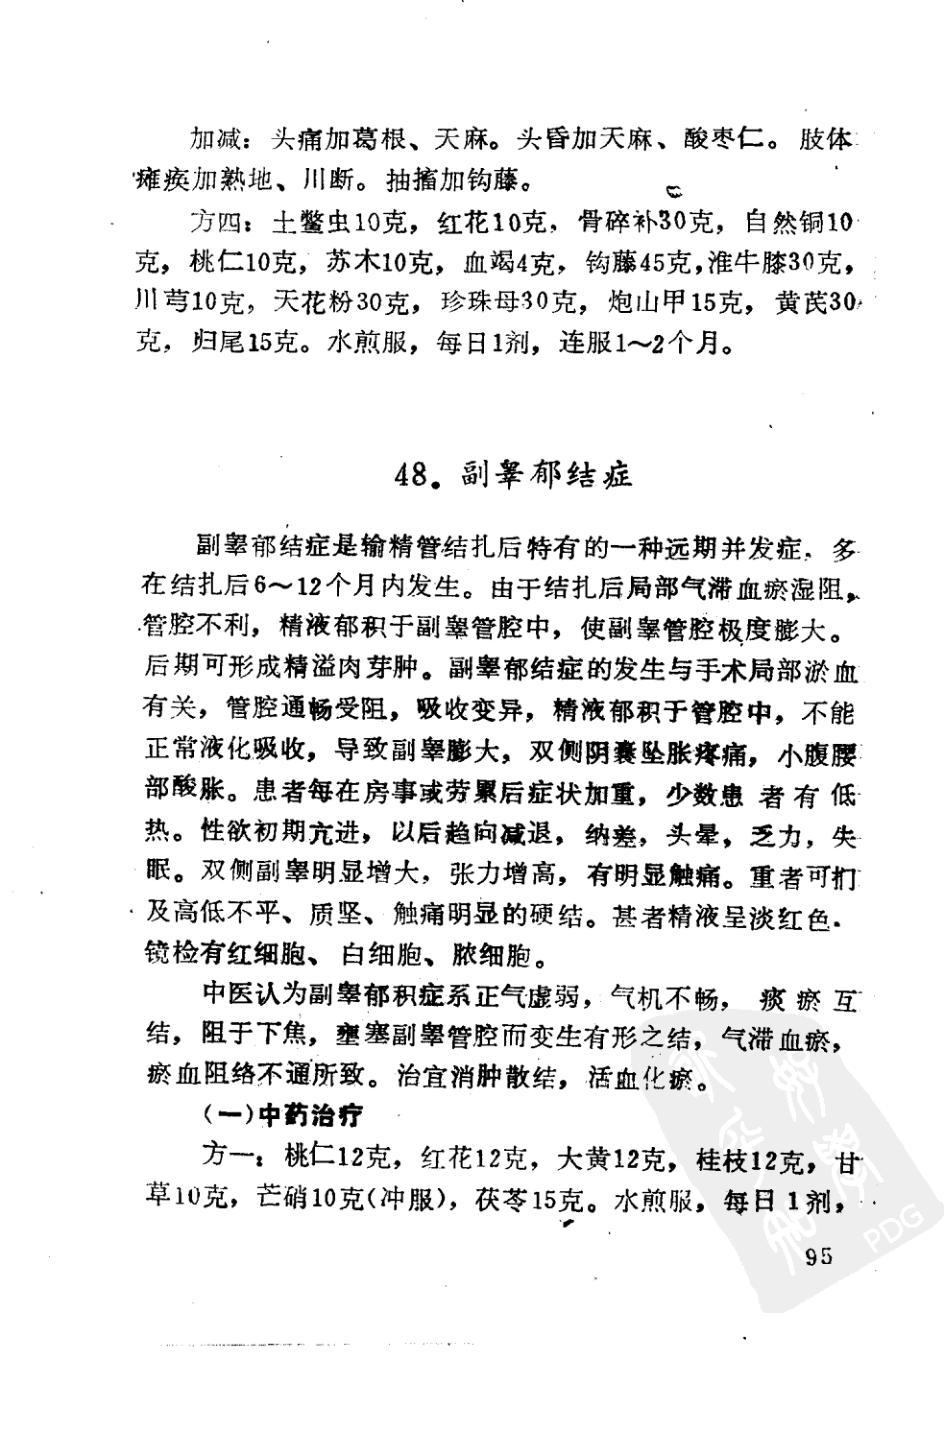 加减：头痛加葛根、天麻。头昏加天麻、酸枣仁。肢体
瘫痪加熟地、川断。抽搐加钩藤。
方四：土鳖虫10克，红花10克，骨碎补30克，自然铜10
克，桃仁10克，苏木10克，血竭4克，钩藤45克，淮牛膝30克，
川芎10克，天花粉30克，珍珠母30克，炮山甲15克，黄芪30
克，归尾15克。水煎服，每日1剂，连服1～2个月。
48．副睾郁结症
副睾郁结症是输精管结扎后特有的一种远期并发症．多
在结扎后6～12个月内发生。由于结扎后局部气滞血瘀湿阻，
管腔不利，精液郁积于副睾管腔中，使副睾管腔极度膨大。
后期可形成精溢肉芽肿。副睾郁结症的发生与手术局部淤血
有关，管腔通畅受阻，吸收变异，精液郁积于管腔中，不能
正常液化吸收，导致副睾膨大，双侧阴囊坠胀疼痛，小腹腰
部酸胀。患者每在房事或劳累后症状加重，少数患者有低
热。性欲初期亢进，以后趋向减退，纳差，头晕，乏力，失
眠。双侧副睾明显增大，张力增高，有明显触痛。重者可扪
及高低不平、质坚、触痛明显的硬结。甚者精液呈淡红色．
镜检有红细胞、白细胞、脓细胞。
中医认为副睾郁积症系正气虚弱，气机不畅，痰瘀互
结，阻于下焦，壅塞副睾管腔而变生有形之结，气滞血瘀，
瘀血阻络不通所致。治宜消肿散结，活血化瘀。
（一）中药治疗
方一：桃仁12克，红花12克，大黄12克，桂枝12克，甘
草10克，芒硝10克（冲服），茯苓15克。水煎服，每日1剂，
95
PDG